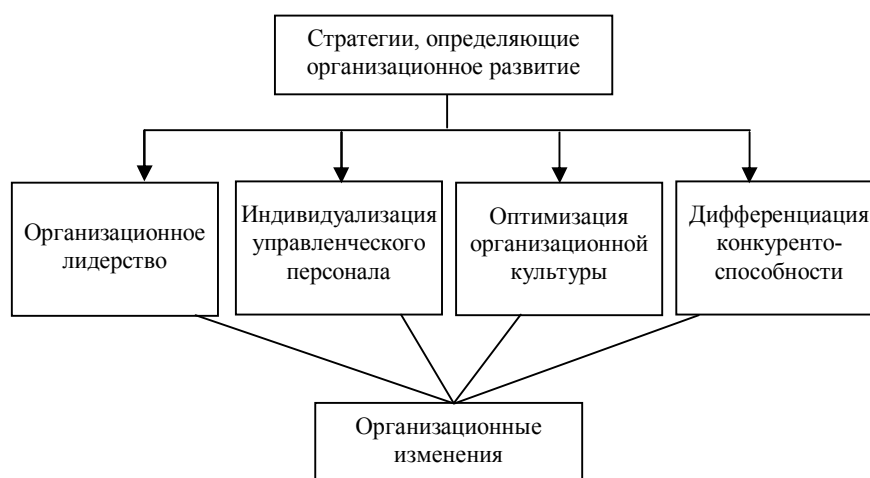 Стратегии, определяющие
организационное развитие
Организационное
лидерство
Индивидуализация
управленческого
персонала
Оптимизация
организационной
культуры
Дифференциация
конкуренто-
способности
Организационные
изменения